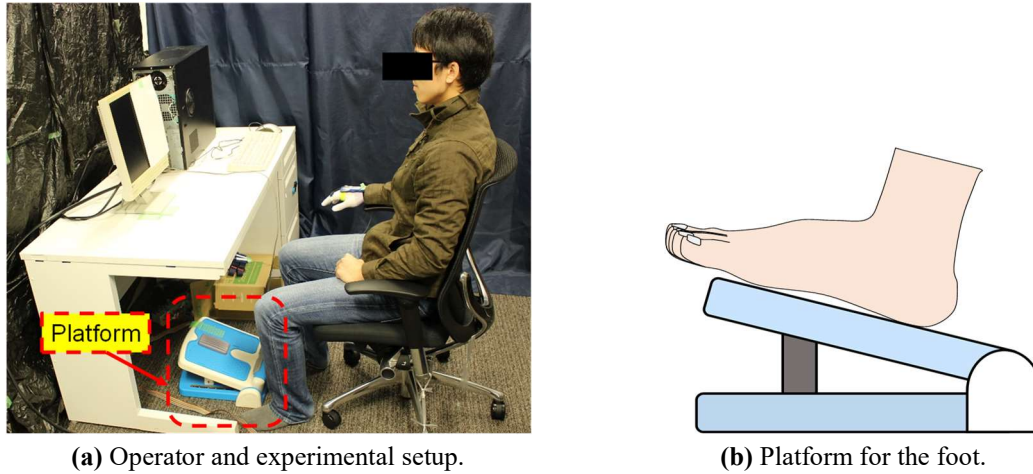 Platform
(a) Operator and experimental setup.
(b) Platform for the foot.